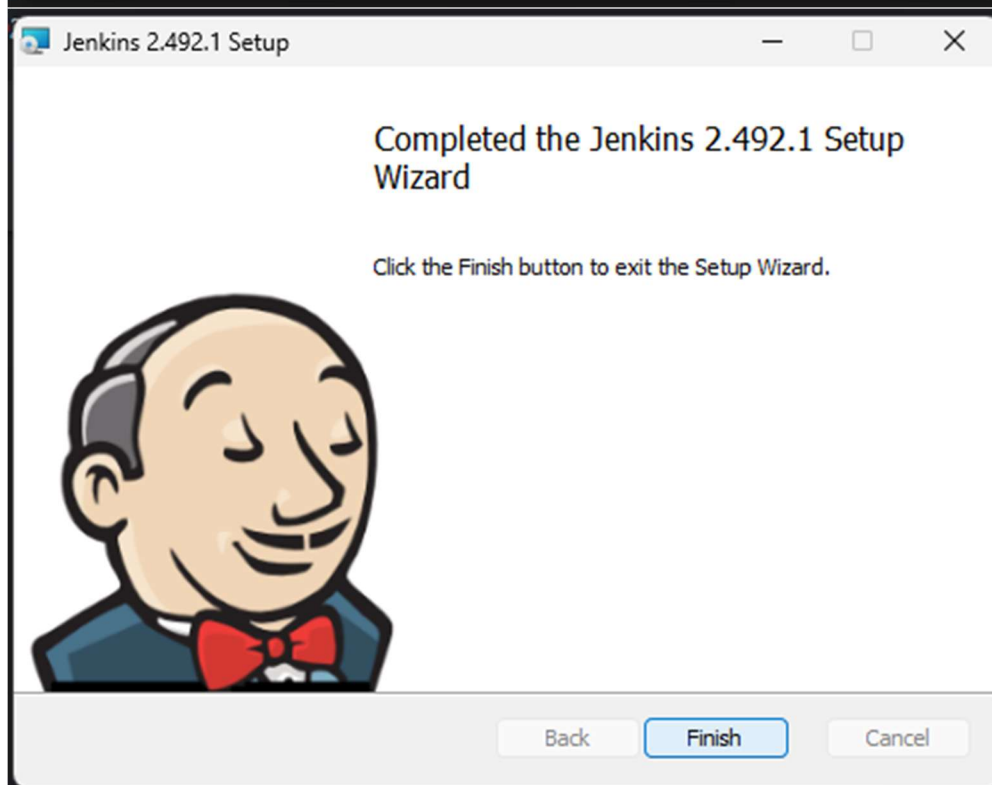 Jenkins 2.492.1 Setup
Completed the Jenkins 2.492.1 Setup
Wizard
Click the Finish button to exit the Setup Wizard.
Back
Finish
Cancel